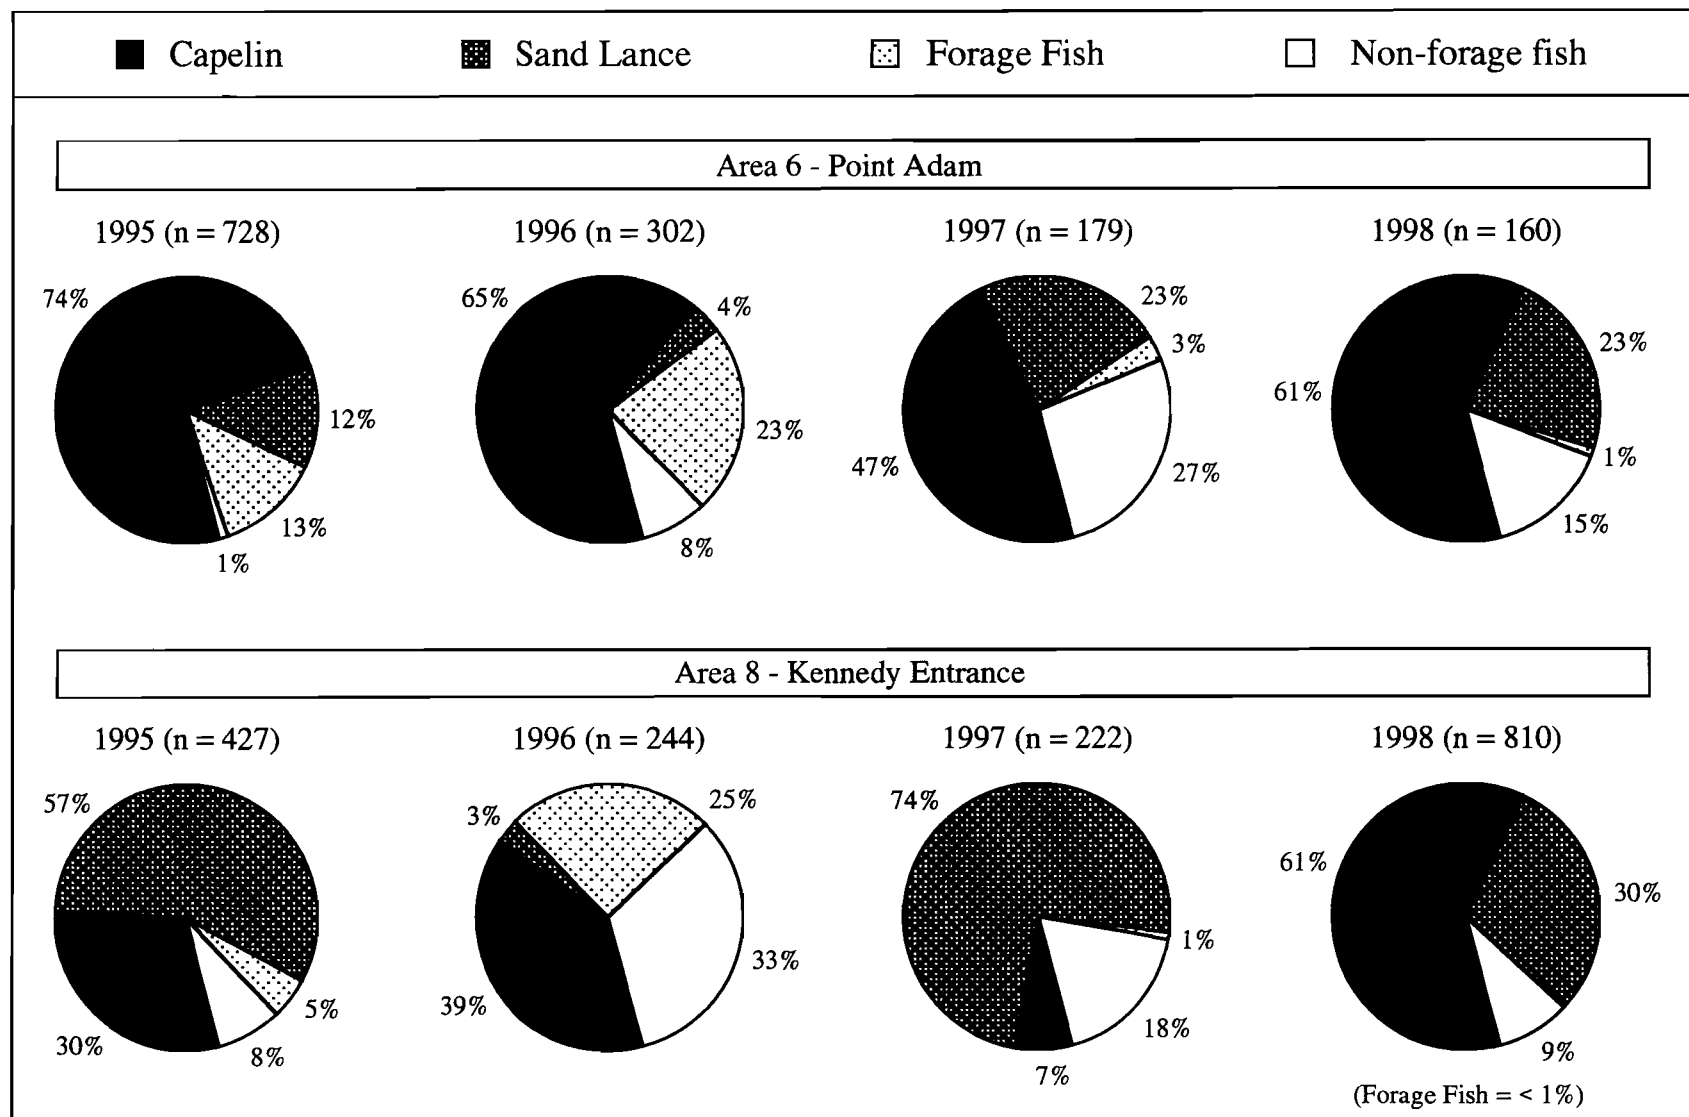 Capelin Sand Lance Forage Fish Non-forage fish
Area 6 - Point Adam
1995 (n = 728) 1996 (n = 302) 1997 (n = 179) 1998 (n = 160)
74% 12% 13% 1%
65% 4% 23% 8%
47% 23% 3% 27%
61% 23% 1% 15%
Area 8 - Kennedy Entrance
1995 (n = 427) 1996 (n = 244) 1997 (n = 222) 1998 (n = 810)
57% 5% 8% 30%
3% 25% 33% 39%
74% 1% 18% 7%
61% 30% 9%
(Forage Fish = < 1%)